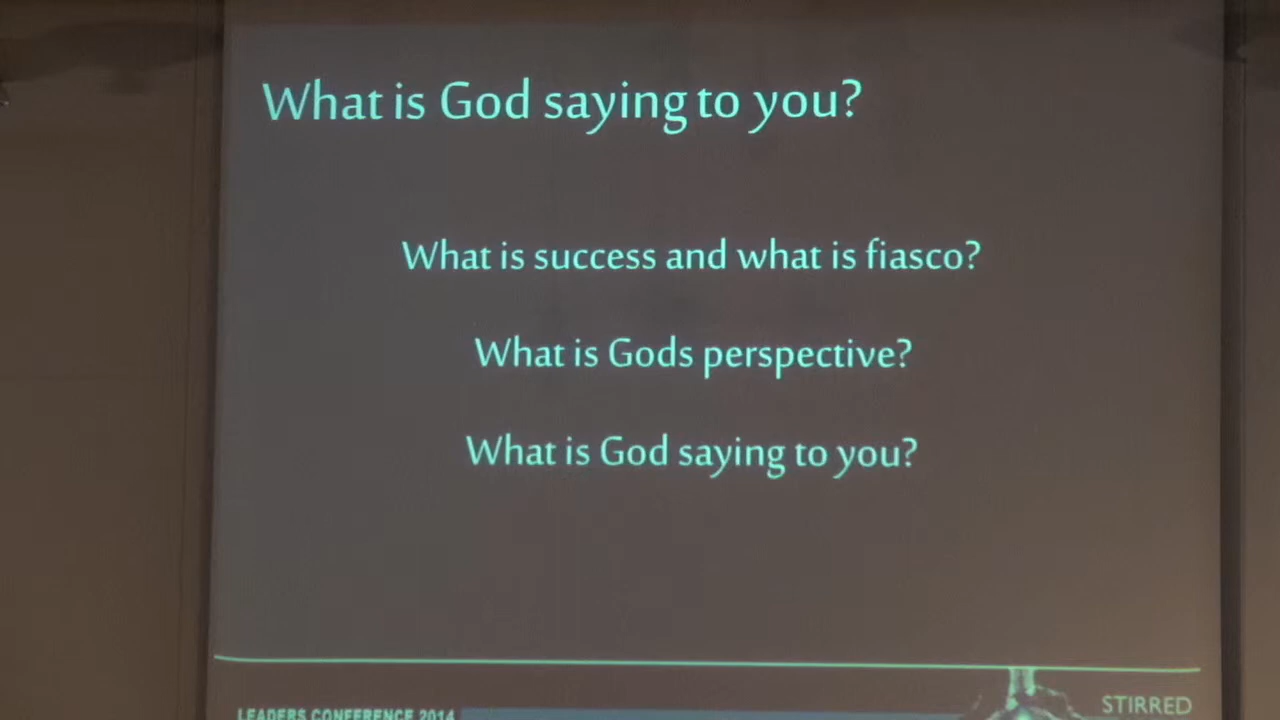 What is God saying to you?
What is success and what is fiasco?
What is Gods perspective?
What is God saying to you?
LEADERS CONFERENCE 2014
STIRRED